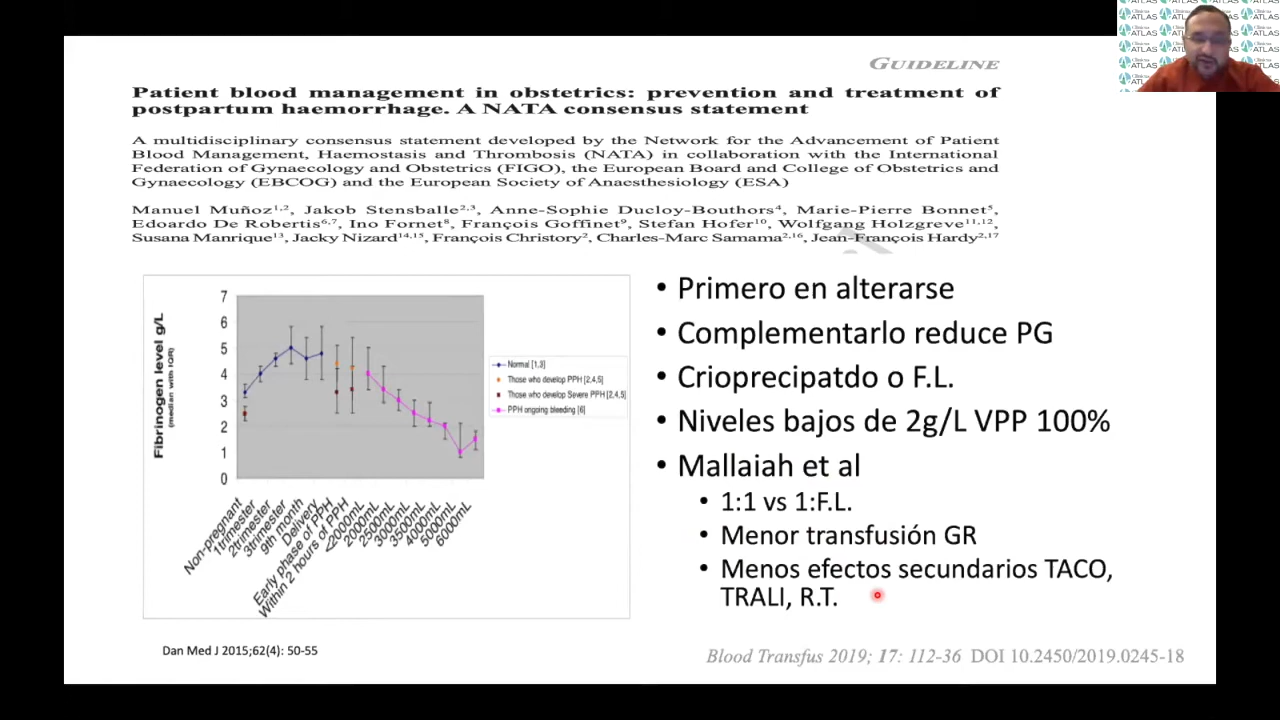 GUIDELINE
Patient blood management in obstetrics: prevention and treatment of
postpartum haemorrhage. A NATA consensus statement
A multidisciplinary consensus statement developed by the Network for the Advancement of Patient
Blood Management, Haemostasis and Thrombosis (NATA) in collaboration with the International
Federation of Gynaecology and Obstetrics (FIGO), the European Board and College of Obstetrics and
Gynaecology (EBCOG) and the European Society of Anaesthesiology (ESA)
Manuel Muñoz1,2, Jakob Stensballe2,3, Anne-Sophie Ducloy-Bouthors4, Marie-Pierre Bonnet5,
Edoardo De Robertis6,7, Ino Fornet8, François Goffinet9, Stefan Hofer10, Wolfgang Holzgreve11,12,
Susana Manrique13, Jacky Nizard14,15, François Christory2, Charles-Marc Samama2,16, Jean-François Hardy2,17
Fibrinogen level g/L
(median with IQR)
7
6
5
4
3
2
1
0
Non-pregnant
1trimester
2trimester
3trimester
9th month
Delivery
Early phase of PPH
Within 2 hours of PPH
<2000mL
2000mL
2500mL
3000mL
3500mL
4000mL
5000mL
6000mL
Normal [1,3]
Those who develop PPH [2,4,5]
Those who develop Severe PPH [2,4,5]
PPH ongoing bleeding [6]
• Primero en alterarse
• Complementarlo reduce PG
• Crioprecipatdo o F.L.
• Niveles bajos de 2g/L VPP 100%
• Mallaiah et al
• 1:1 vs 1:F.L.
• Menor transfusión GR
• Menos efectos secundarios TACO,
TRALI, R.T.
Dan Med J 2015;62(4): 50-55
Blood Transfus 2019; 17: 112-36 DOI 10.2450/2019.0245-18
ATLAS